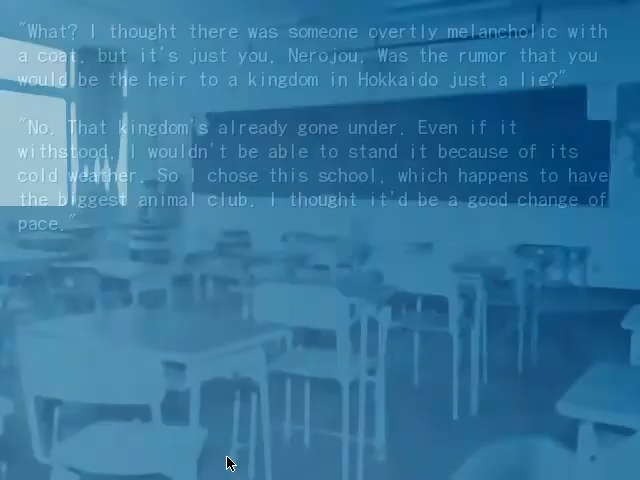 "What? I thought there was someone overtly melancholic with
a coat, but it's just you, Nerojou. Was the rumor that you
would be the heir to a kingdom in Hokkaido just a lie?"
"No. That kingdom's already gone under. Even if it
withstood, I wouldn't be able to stand it because of its
cold weather. So I chose this school, which happens to have
the biggest animal club. I thought it'd be a good change of
pace."